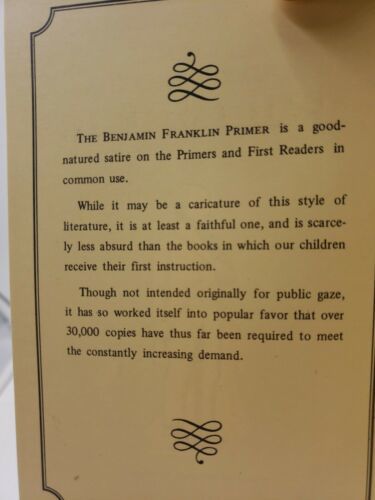 THE BENJAMIN FRANKLIN PRIMER is a good-
natured satire on the Primers and First Readers in
common use.
While it may be a caricature of this style of
literature, it is at least a faithful one, and is scarce-
ly less absurd than the books in which our children
receive their first instruction.
Though not intended originally for public gaze,
it has so worked itself into popular favor that over
30,000 copies have thus far been required to meet
the constantly increasing demand.